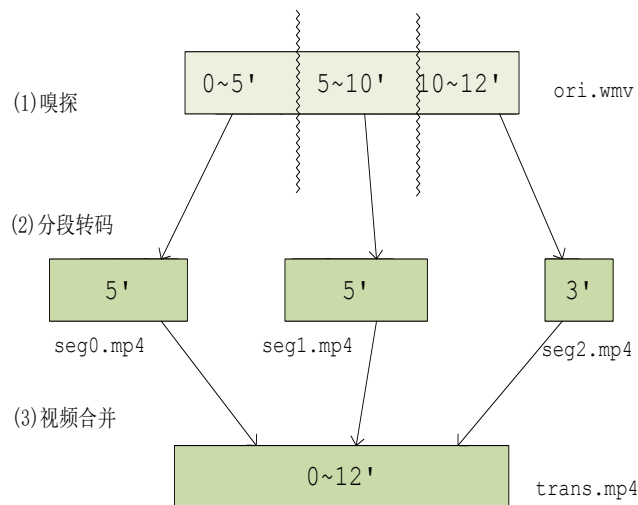 0~5' 5~10' 10~12'
ori.wmv
(1)嗅探
(2)分段转码
5' 5' 3'
seg0.mp4 seg1.mp4 seg2.mp4
(3)视频合并
0~12'
trans.mp4